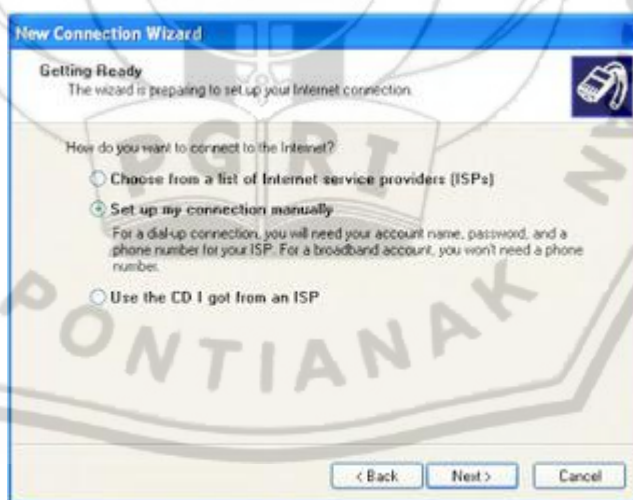 New Connection Wizard
Getting Ready
The wizard is preparing to set up your Internet connection.
How do you want to connect to the Internet?
Choose from a list of Internet service providers (ISPs)
Set up my connection manually
For a dial-up connection, you will need your account name, password, and a
phone number for your ISP. For a broadband account, you won't need a phone
number.
Use the CD I got from an ISP
< Back Next > Cancel
PGRI
PONTIANAK